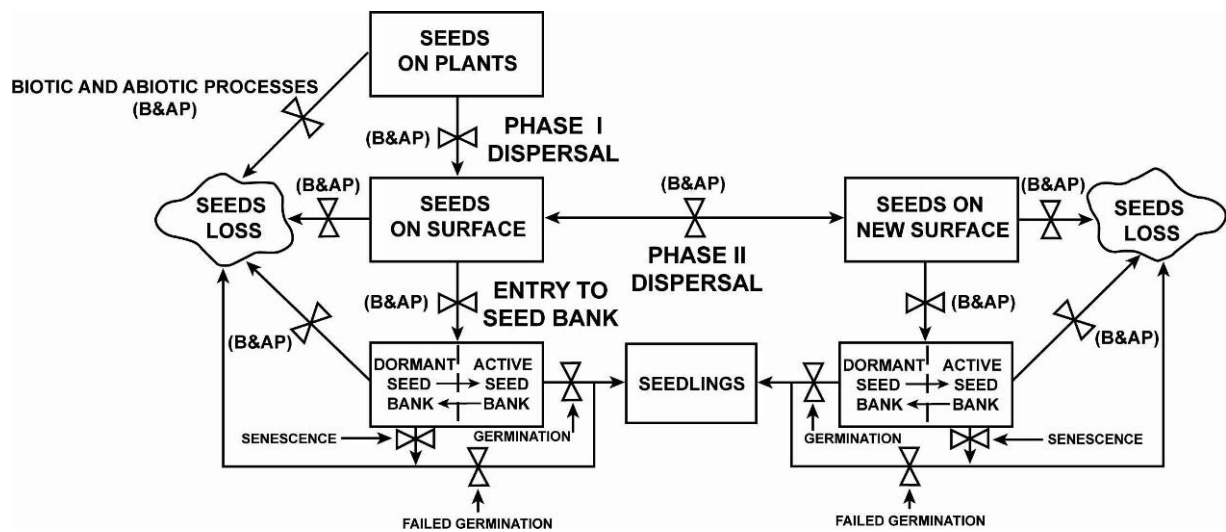 SEEDS
ON PLANTS
BIOTIC AND ABIOTIC PROCESSES
(B&AP)
(B&AP)
PHASE I
DISPERSAL
(B&AP)
SEEDS
LOSS
SEEDS
ON SURFACE
(B&AP)
PHASE II
DISPERSAL
SEEDS ON
NEW SURFACE
(B&AP)
SEEDS
LOSS
(B&AP)
ENTRY TO
SEED BANK
(B&AP)
(B&AP)
(B&AP)
DORMANT ACTIVE
SEED SEED
BANK BANK
SEEDLINGS
DORMANT ACTIVE
SEED SEED
BANK BANK
SENESCENCE
GERMINATION
GERMINATION
SENESCENCE
FAILED GERMINATION
FAILED GERMINATION